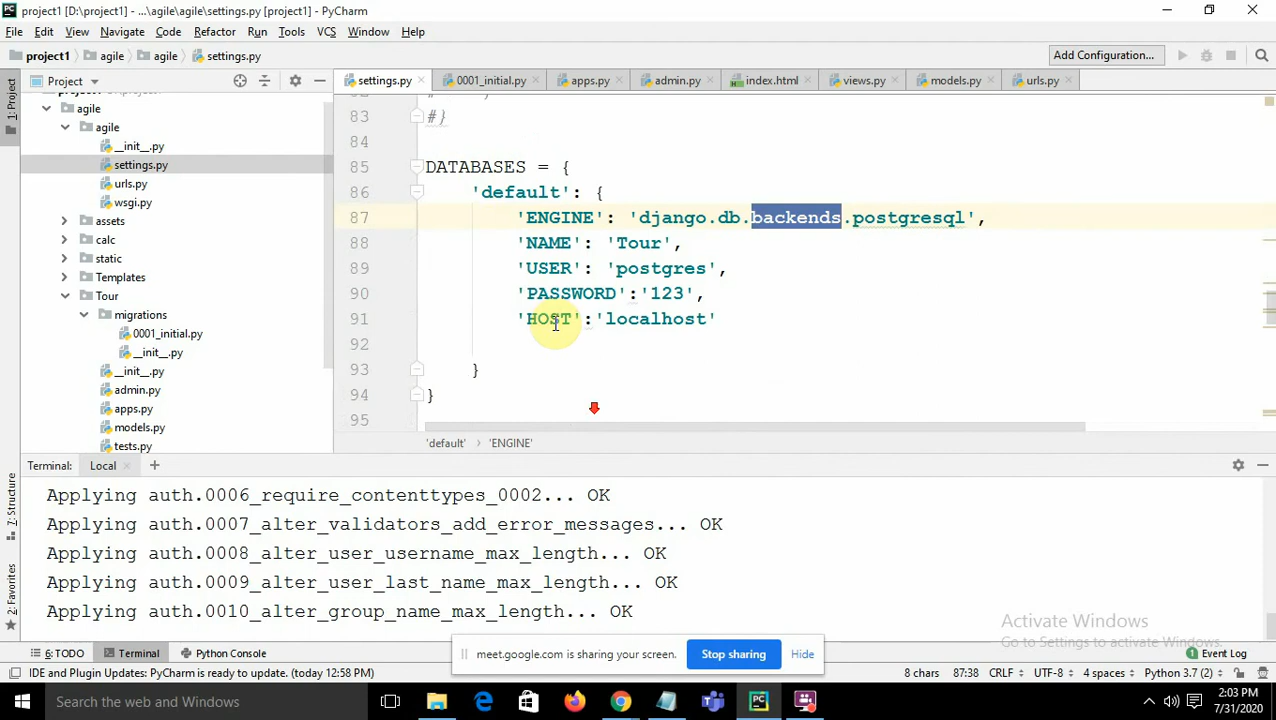 project1 [D:\project1] - ...\agile\agile\settings.py [agile] - PyCharm
File Edit View Navigate Code Refactor Run Tools VCS Window Help
project1 agile agile settings.py Add Configuration...
1: Project
Project
settings.py 0001_initial.py apps.py admin.py index.html views.py models.py urls.py
agile
agile
__init__.py
settings.py
urls.py
wsgi.py
assets
calc
static
Templates
Tour
migrations
0001_initial.py
__init__.py
__init__.py
admin.py
apps.py
models.py
tests.py
83 #}
84
85 DATABASES = {
86 'default': {
87 'ENGINE': 'django.db.backends.postgresql',
88 'NAME': 'Tour',
89 'USER': 'postgres',
90 'PASSWORD':'123',
91 'HOST':'localhost'
92
93 }
94 }
95
'default' › 'ENGINE'
Terminal: Local +
7: Structure
2: Favorites
Applying auth.0006_require_contenttypes_0002... OK
Applying auth.0007_alter_validators_add_error_messages... OK
Applying auth.0008_alter_user_username_max_length... OK
Applying auth.0009_alter_user_last_name_max_length... OK
Applying auth.0010_alter_group_name_max_length... OK
Activate Windows
Go to Settings to activate Windows.
6: TODO Terminal Python Console
meet.google.com is sharing your screen. Stop sharing Hide
1 Event Log
IDE and Plugin Updates: PyCharm is ready to update. (today 12:58 PM)
8 chars 87:38 CRLF UTF-8 4 spaces Python 3.7 (2)
Search the web and Windows
2:03 PM
7/31/2020